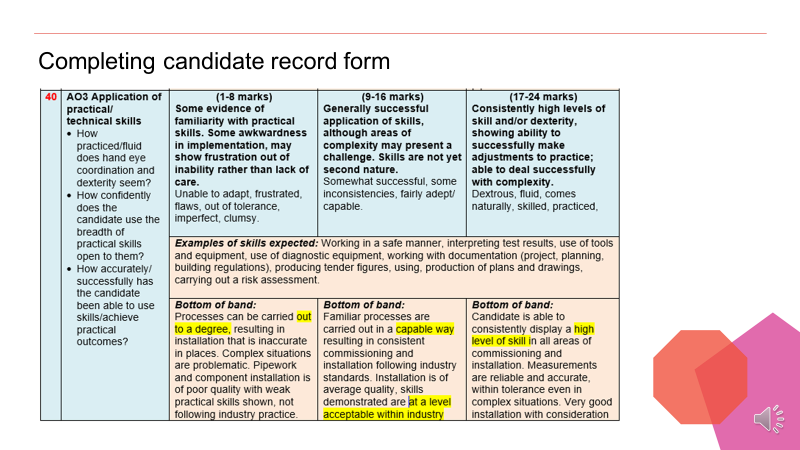 Completing candidate record form
40
AO3 Application of
practical/
technical skills
• How
practiced/fluid
does hand eye
coordination and
dexterity seem?
• How confidently
does the
candidate use the
breadth of
practical skills
open to them?
• How accurately/
successfully has
the candidate
been able to use
skills/achieve
practical
outcomes?
(1-8 marks)
Some evidence of
familiarity with practical
skills. Some awkwardness
in implementation, may
show frustration out of
inability rather than lack of
care.
Unable to adapt, frustrated,
flaws, out of tolerance,
imperfect, clumsy.
(9-16 marks)
Generally successful
application of skills,
although areas of
complexity may present a
challenge. Skills are not yet
second nature.
Somewhat successful, some
inconsistencies, fairly adept/
capable.
(17-24 marks)
Consistently high levels of
skill and/or dexterity,
showing ability to
successfully make
adjustments to practice;
able to deal successfully
with complexity.
Dextrous, fluid, comes
naturally, skilled, practiced,
Examples of skills expected: Working in a safe manner, interpreting test results, use of tools
and equipment, use of diagnostic equipment, working with documentation (project, planning,
building regulations), producing tender figures, using, production of plans and drawings,
carrying out a risk assessment.
Bottom of band:
Processes can be carried out
to a degree, resulting in
installation that is inaccurate
in places. Complex situations
are problematic. Pipework
and component installation is
of poor quality with weak
practical skills shown, not
following industry practice.
Bottom of band:
Familiar processes are
carried out in a capable way
resulting in consistent
commissioning and
installation following industry
standards. Installation is of
average quality, skills
demonstrated are at a level
acceptable within industry
Bottom of band:
Candidate is able to
consistently display a high
level of skill in all areas of
commissioning and
installation. Measurements
are reliable and accurate,
within tolerance even in
complex situations. Very good
installation with consideration